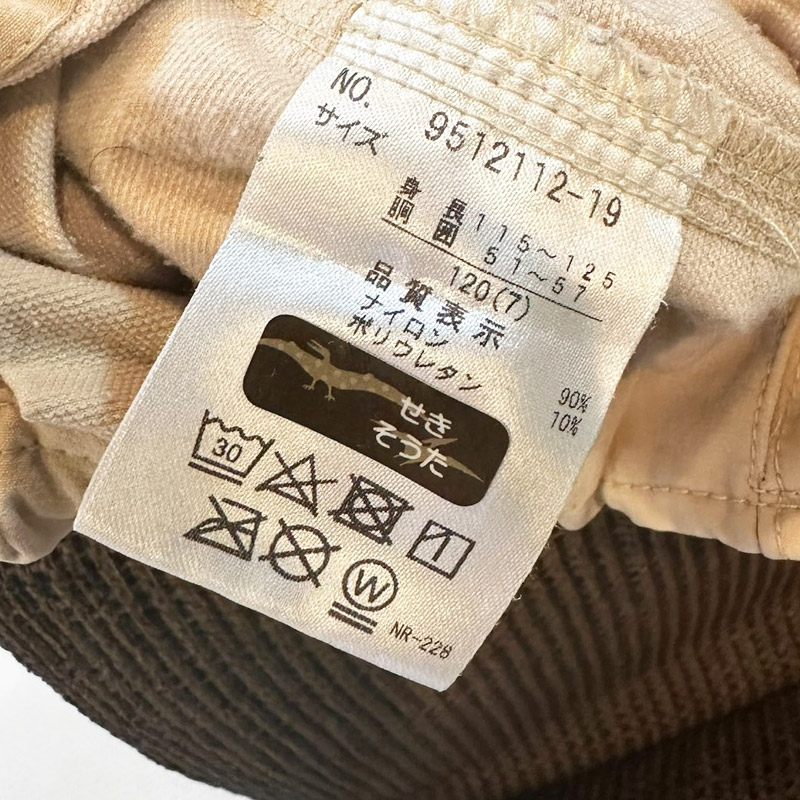 NO. 9512112-19
サイズ
身長 115～125
胴囲 51～57
120(7)
品質表示
ナイロン 90%
ポリウレタン 10%
せき
そうた
30
W
NR-228